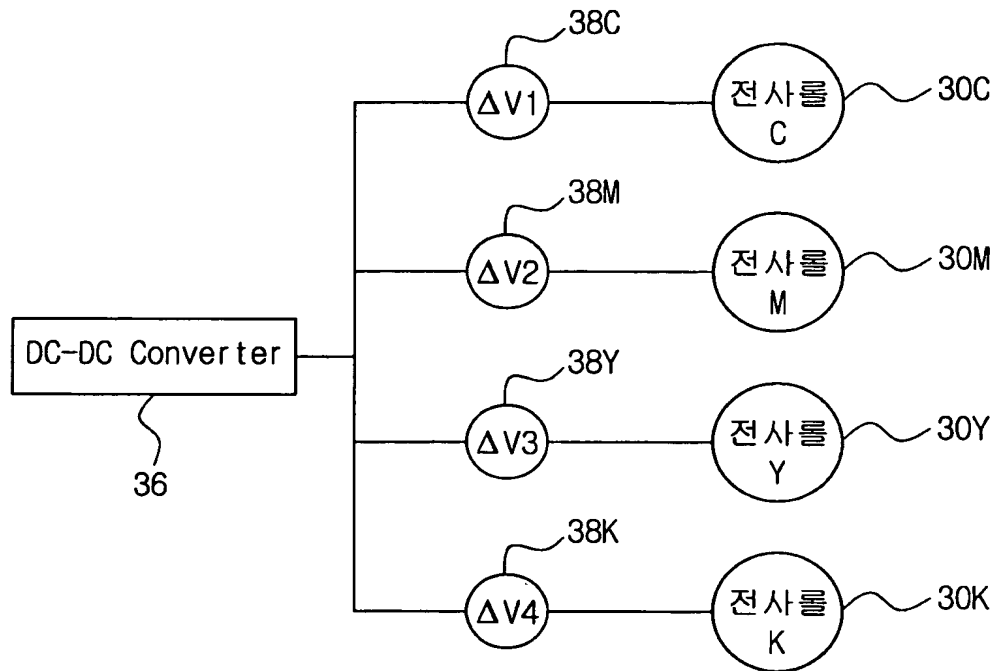 38C
ΔV1
전사롤
C
30C
38M
ΔV2
전사롤
M
30M
DC-DC Converter
36
38Y
ΔV3
전사롤
Y
30Y
38K
ΔV4
전사롤
K
30K